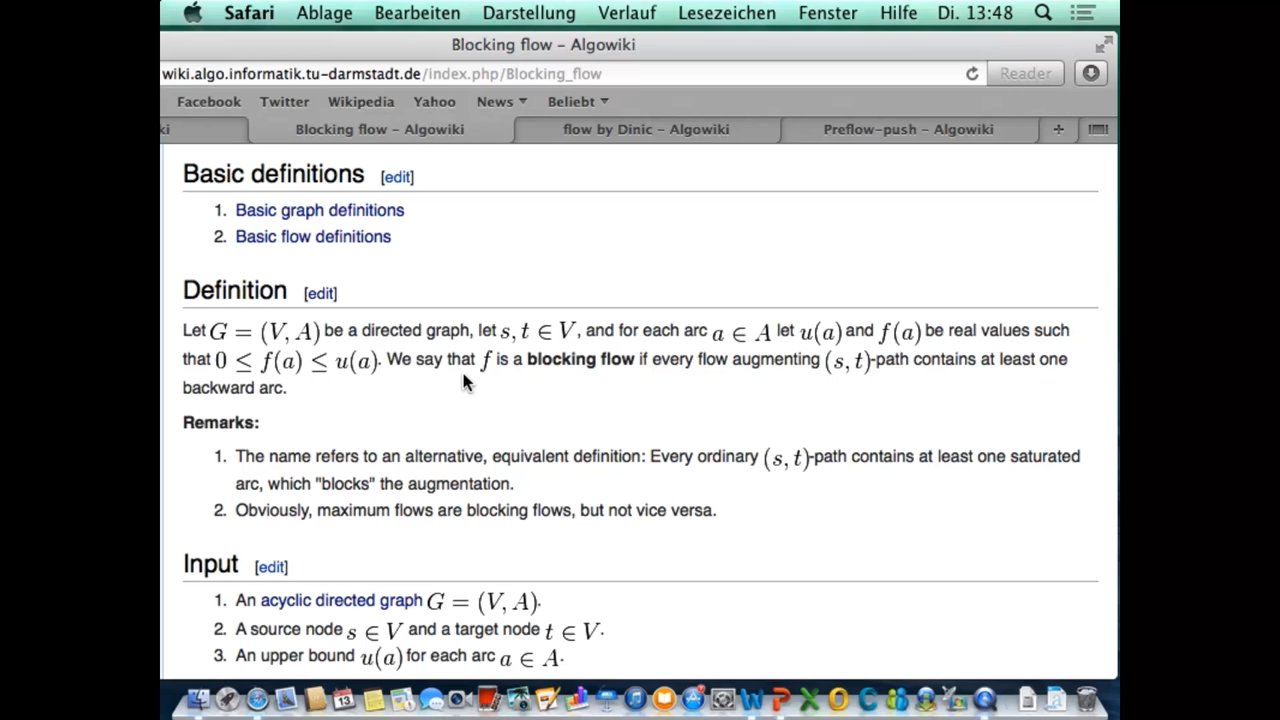 Safari Ablage Bearbeiten Darstellung Verlauf Lesezeichen Fenster Hilfe Di. 13:48
Blocking flow – Algowiki
wiki.algo.informatik.tu-darmstadt.de/index.php/Blocking_flow Reader
Facebook Twitter Wikipedia Yahoo News Beliebt
ki Blocking flow – Algowiki flow by Dinic – Algowiki Preflow-push – Algowiki +
Basic definitions [edit]
1. Basic graph definitions
2. Basic flow definitions
Definition [edit]
Let G = (V, A) be a directed graph, let s, t ∈ V, and for each arc a ∈ A let u(a) and f(a) be real values such
that 0 ≤ f(a) ≤ u(a). We say that f is a blocking flow if every flow augmenting (s, t)-path contains at least one
backward arc.
Remarks:
1. The name refers to an alternative, equivalent definition: Every ordinary (s, t)-path contains at least one saturated
arc, which "blocks" the augmentation.
2. Obviously, maximum flows are blocking flows, but not vice versa.
Input [edit]
1. An acyclic directed graph G = (V, A).
2. A source node s ∈ V and a target node t ∈ V.
3. An upper bound u(a) for each arc a ∈ A.
13